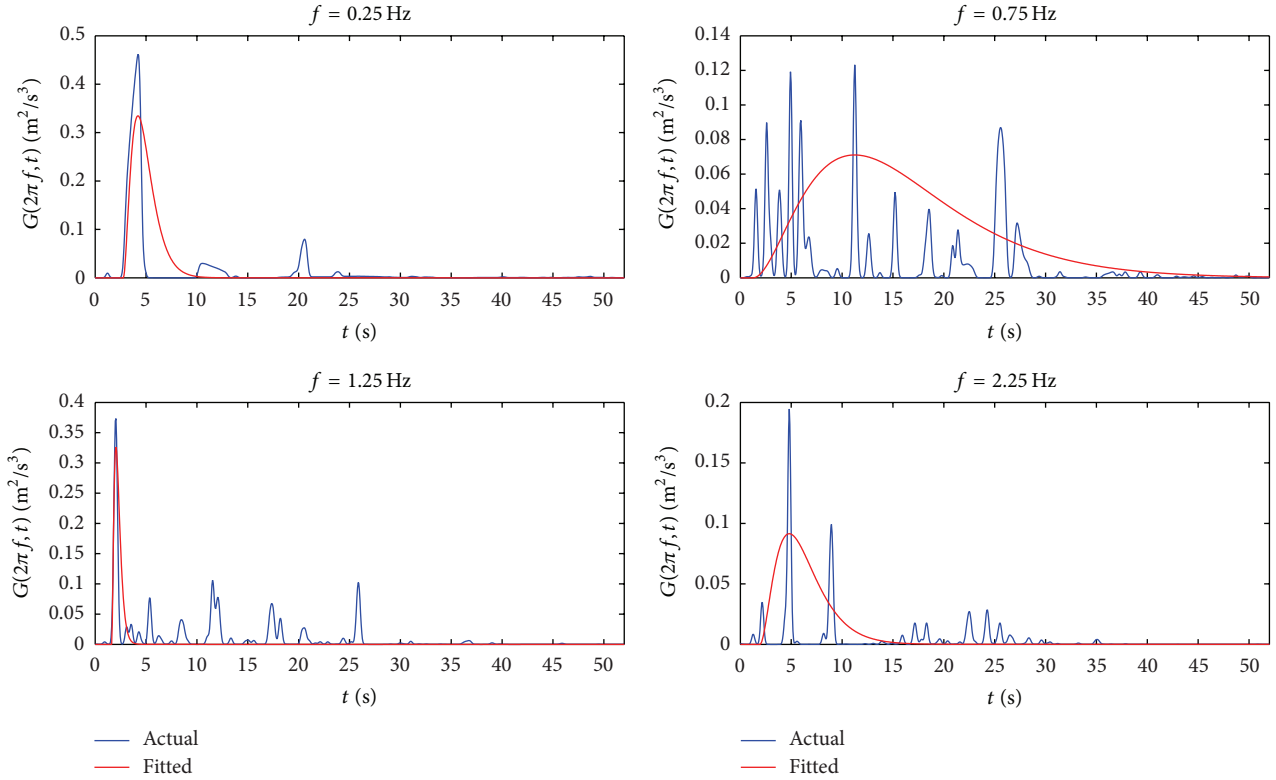 f = 0.25 Hz
G(2πf,t) (m²/s³)
0.5
0.4
0.3
0.2
0.1
0
0 5 10 15 20 25 30 35 40 45 50
t (s)
f = 0.75 Hz
G(2πf,t) (m²/s³)
0.14
0.12
0.1
0.08
0.06
0.04
0.02
0
0 5 10 15 20 25 30 35 40 45 50
t (s)
f = 1.25 Hz
G(2πf,t) (m²/s³)
0.4
0.35
0.3
0.25
0.2
0.15
0.1
0.05
0
0 5 10 15 20 25 30 35 40 45 50
t (s)
Actual
Fitted
f = 2.25 Hz
G(2πf,t) (m²/s³)
0.2
0.15
0.1
0.05
0
0 5 10 15 20 25 30 35 40 45 50
t (s)
Actual
Fitted